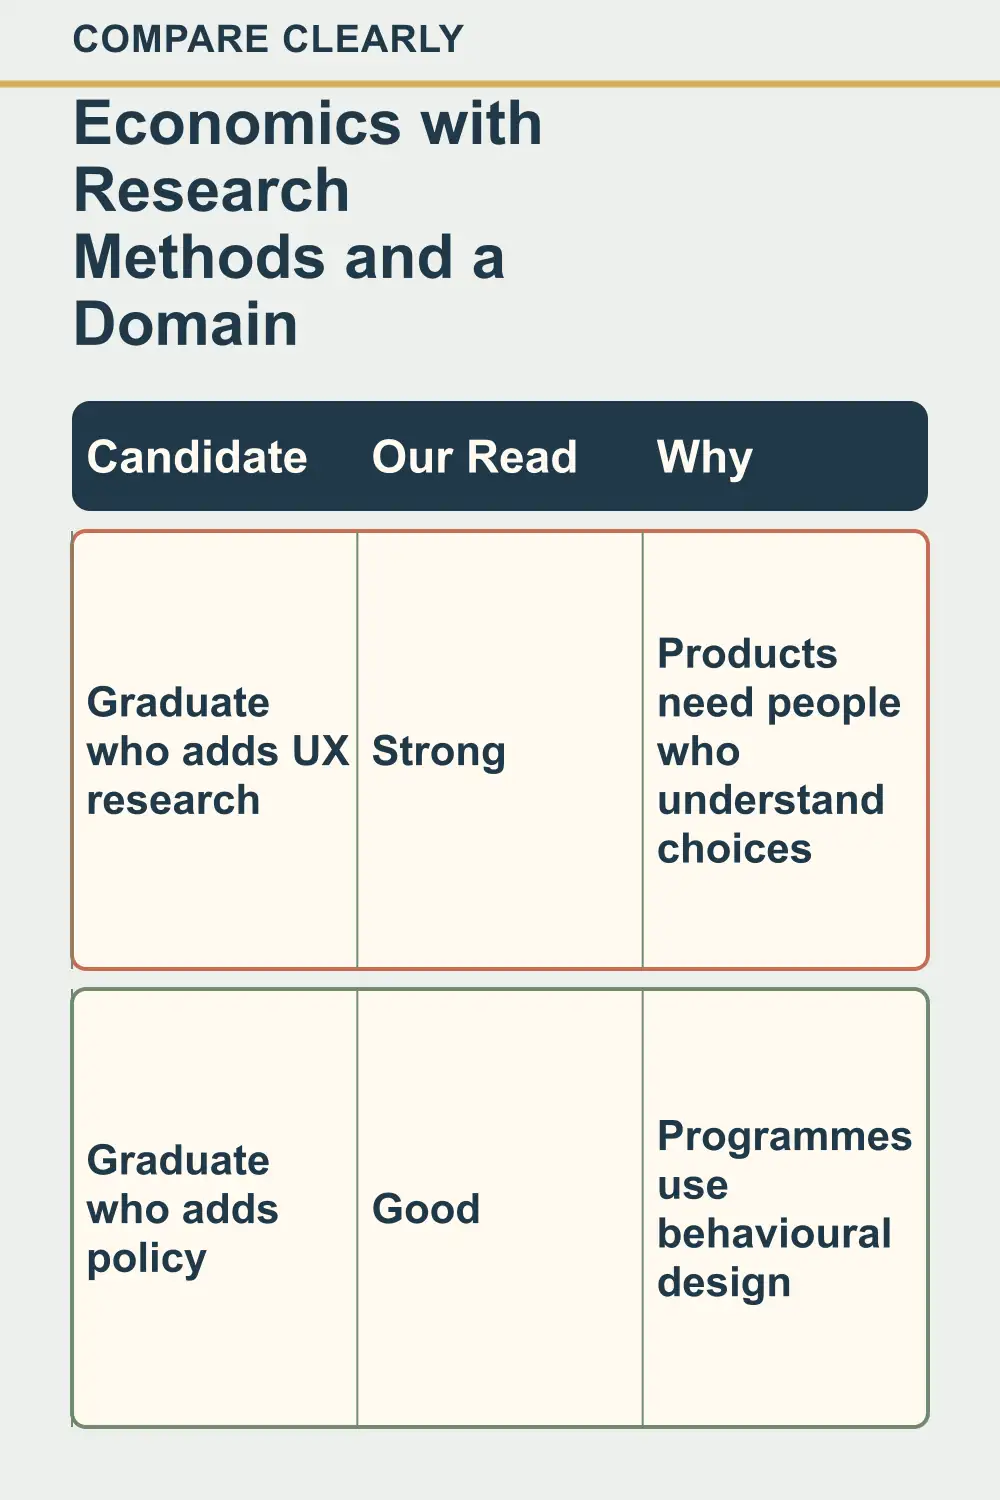 COMPARE CLEARLY
Economics with
Research
Methods and a
Domain
Candidate
Our Read
Why
Graduate
who adds UX
research
Strong
Products
need people
who
understand
choices
Graduate
who adds
policy
Good
Programmes
use
behavioural
design